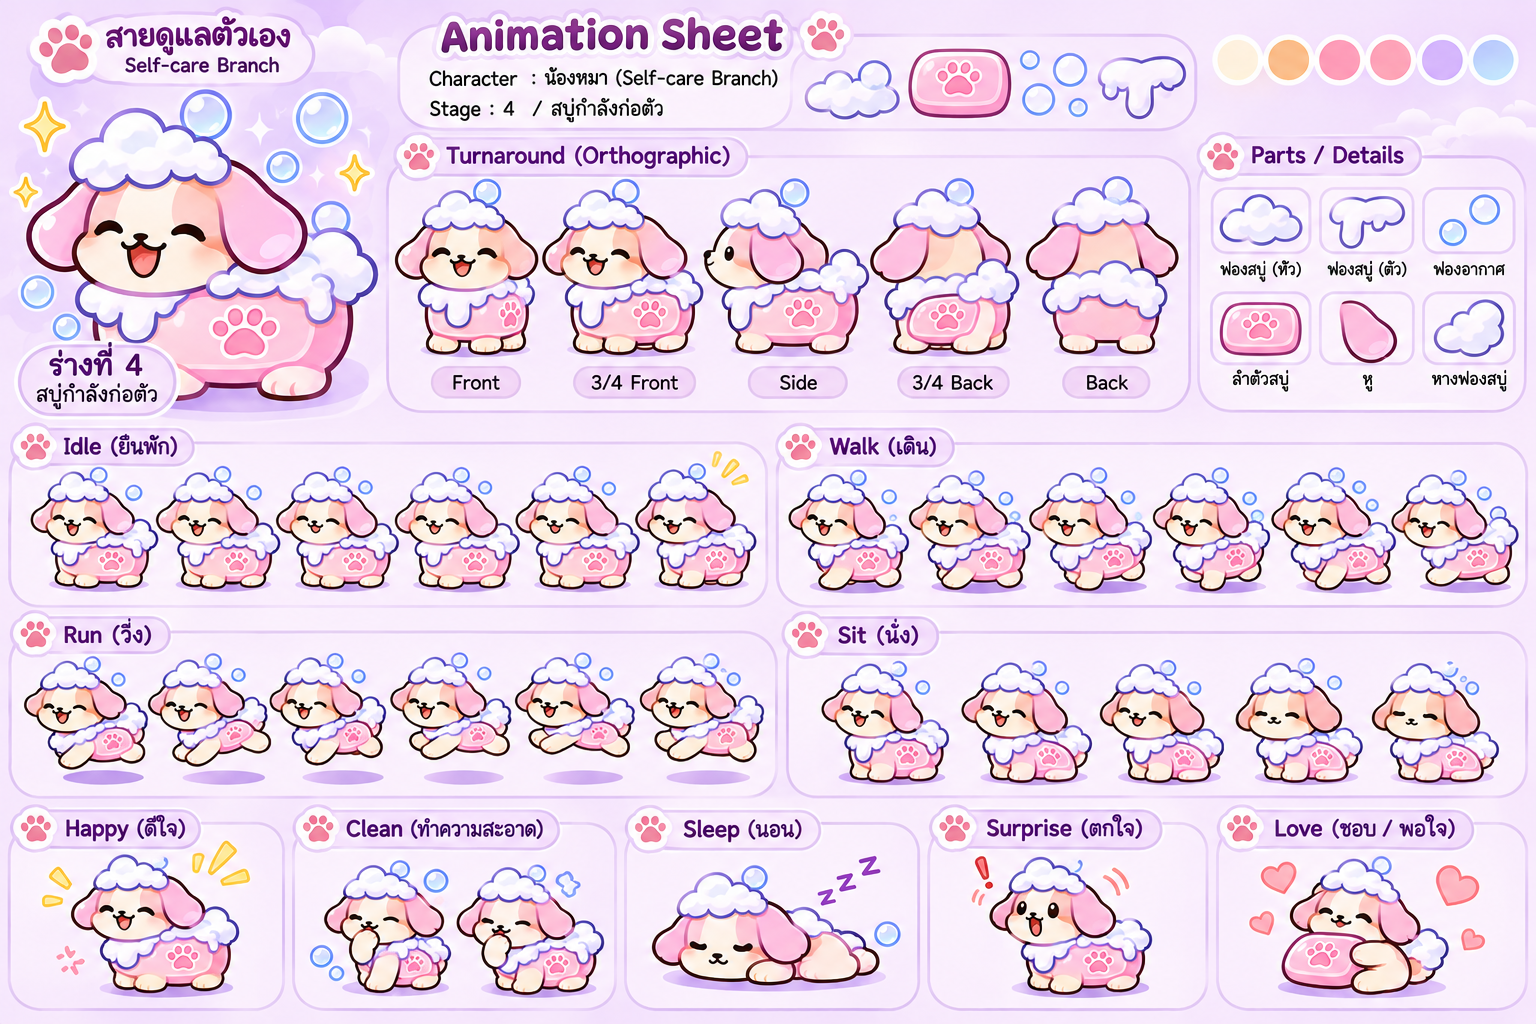 สายดูแลตัวเอง
Self-care Branch
Animation Sheet
Character : น้องหมา (Self-care Branch)
Stage : 4 / สบู่กำลังก่อตัว
ร่างที่ 4
สบู่กำลังก่อตัว
Turnaround (Orthographic)
Front
3/4 Front
Side
3/4 Back
Back
Parts / Details
ฟองสบู่ (หัว)
ฟองสบู่ (ตัว)
ฟองอากาศ
ลำตัวสบู่
หู
หางฟองสบู่
Idle (ยืนพัก)
Walk (เดิน)
Run (วิ่ง)
Sit (นั่ง)
Happy (ดีใจ)
Clean (ทำความสะอาด)
Sleep (นอน)
z z z
Surprise (ตกใจ)
!
Love (ชอบ / พอใจ)